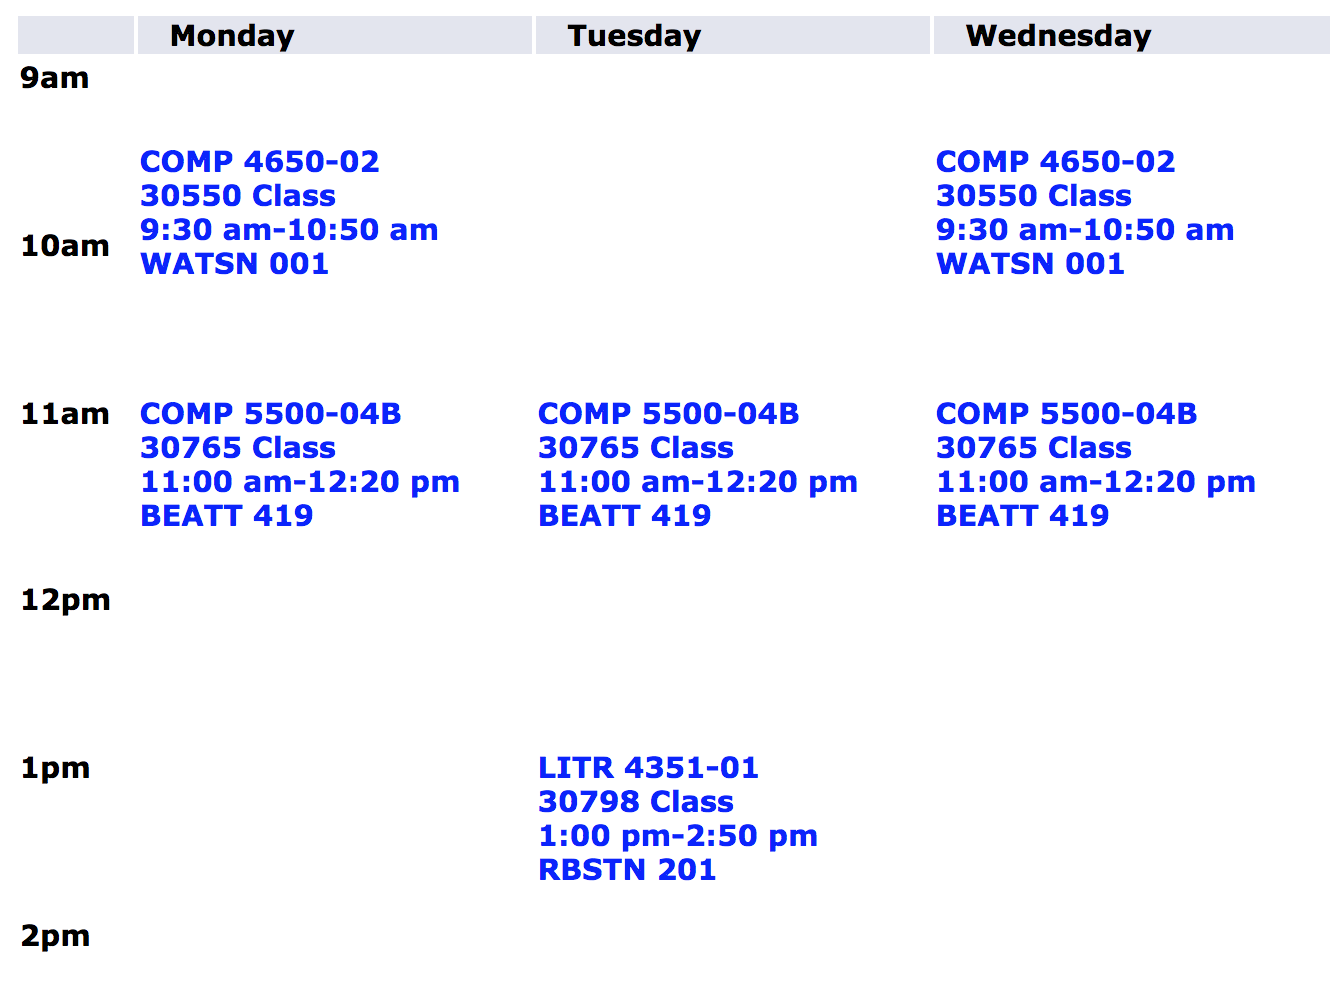 Monday Tuesday Wednesday
9am
COMP 4650-02 COMP 4650-02
30550 Class 30550 Class
9:30 am-10:50 am 9:30 am-10:50 am
10am
WATSN 001 WATSN 001
11am COMP 5500-04B COMP 5500-04B COMP 5500-04B
30765 Class 30765 Class 30765 Class
11:00 am-12:20 pm 11:00 am-12:20 pm 11:00 am-12:20 pm
BEATT 419 BEATT 419 BEATT 419
12pm
1pm LITR 4351-01
30798 Class
1:00 pm-2:50 pm
RBSTN 201
2pm